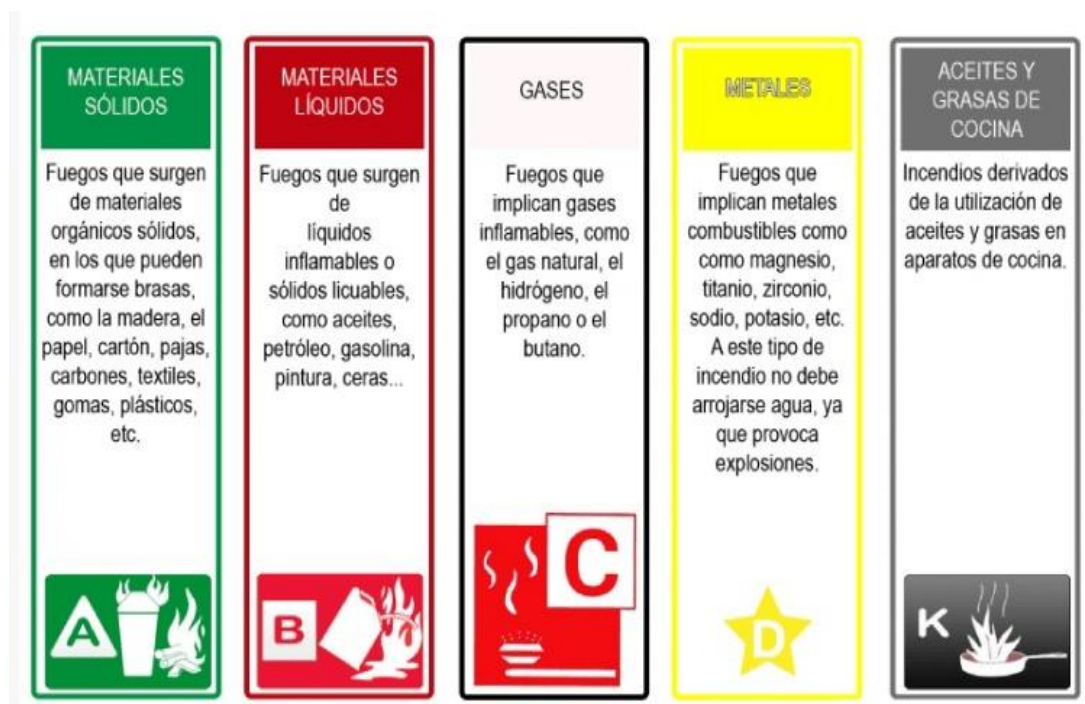 MATERIALES
SÓLIDOS
Fuegos que surgen
de materiales
orgánicos sólidos,
en los que pueden
formarse brasas,
como la madera, el
papel, cartón, pajas,
carbones, textiles,
gomas, plásticos,
etc.
A
MATERIALES
LÍQUIDOS
Fuegos que surgen
de
líquidos
inflamables o
sólidos licuables,
como aceites,
petróleo, gasolina,
pintura, ceras...
B
GASES
Fuegos que
implican gases
inflamables, como
el gas natural, el
hidrógeno, el
propano o el
butano.
C
METALES
Fuegos que
implican metales
combustibles como
como magnesio,
titanio, zirconio,
sodio, potasio, etc.
A este tipo de
incendio no debe
arrojarse agua, ya
que provoca
explosiones.
D
ACEITES Y
GRASAS DE
COCINA
Incendios derivados
de la utilización de
aceites y grasas en
aparatos de cocina.
K